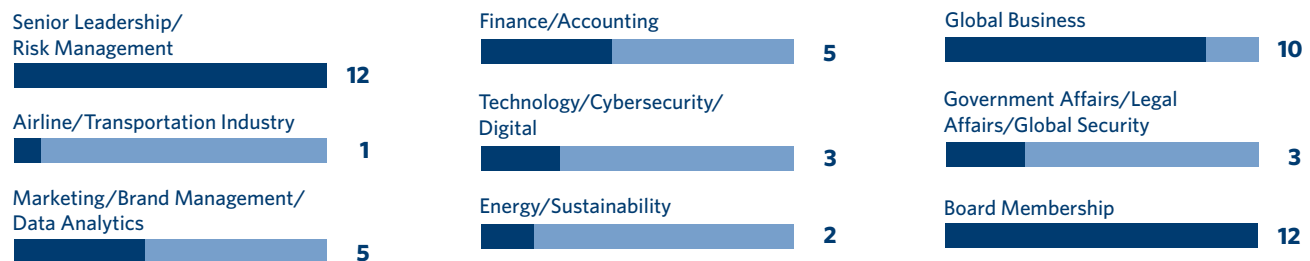 Senior Leadership/
Risk Management
12
Airline/Transportation Industry
1
Marketing/Brand Management/
Data Analytics
5
Finance/Accounting
5
Technology/Cybersecurity/
Digital
3
Energy/Sustainability
2
Global Business
10
Government Affairs/Legal
Affairs/Global Security
3
Board Membership
12